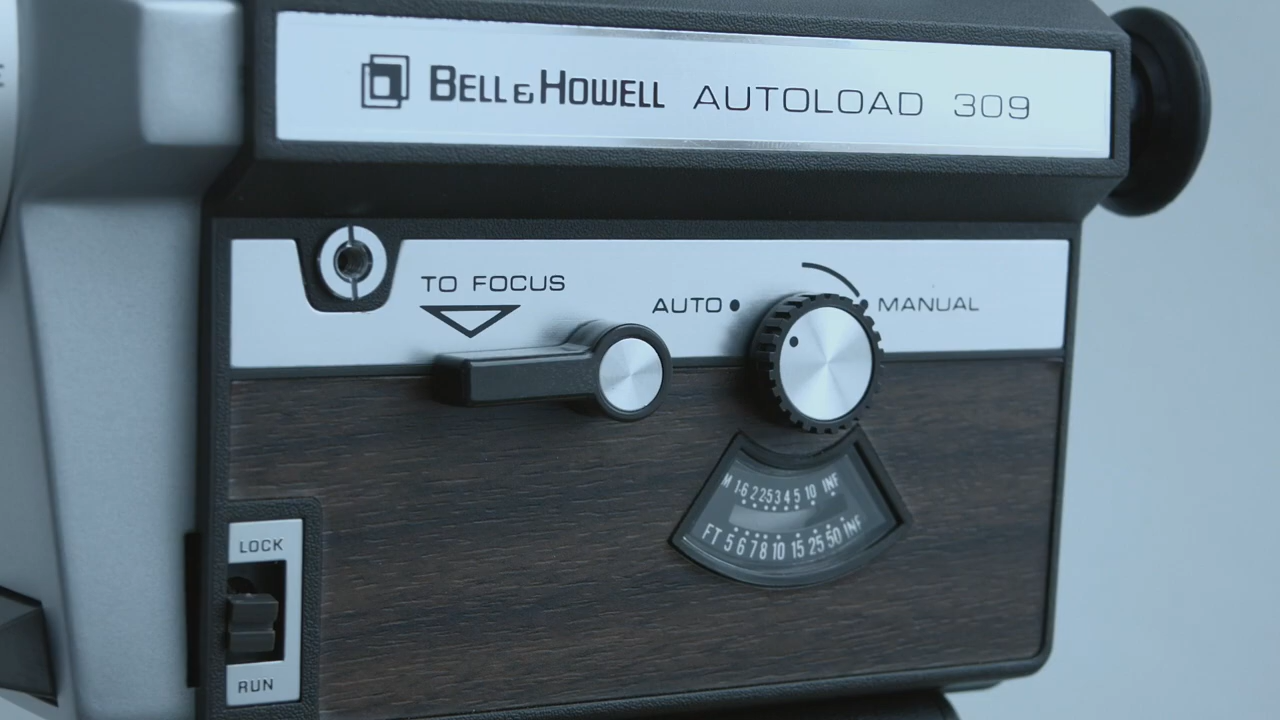 BELL & HOWELL AUTOLOAD 309
TO FOCUS
AUTO MANUAL
M 1·6 2 2·5 3 4 5 10 INF
FT 5 6 7 8 10 15 25 50 INF
LOCK
RUN